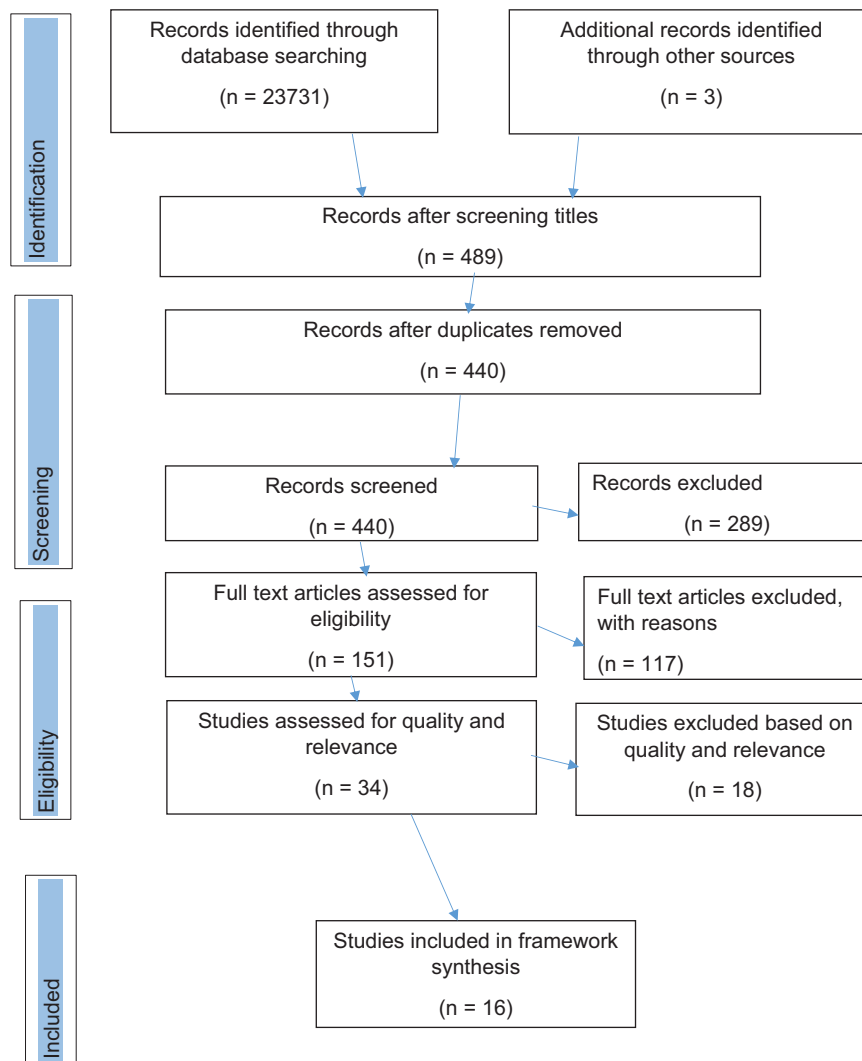 Records identified through
database searching
(n = 23731)
Additional records identified
through other sources
(n = 3)
Identification
Records after screening titles
(n = 489)
Records after duplicates removed
(n = 440)
Screening
Records screened
(n = 440)
Records excluded
(n = 289)
Full text articles assessed for
eligibility
(n = 151)
Full text articles excluded,
with reasons
(n = 117)
Eligibility
Studies assessed for quality and
relevance
(n = 34)
Studies excluded based on
quality and relevance
(n = 18)
Included
Studies included in framework
synthesis
(n = 16)